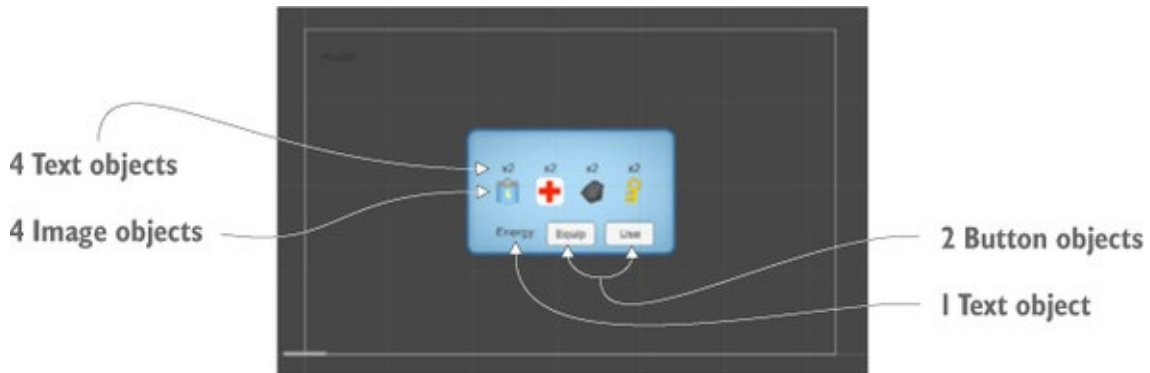 x2 x2 x2 x2
4 Text objects
4 Image objects
Energy: Equip Use
2 Button objects
1 Text object